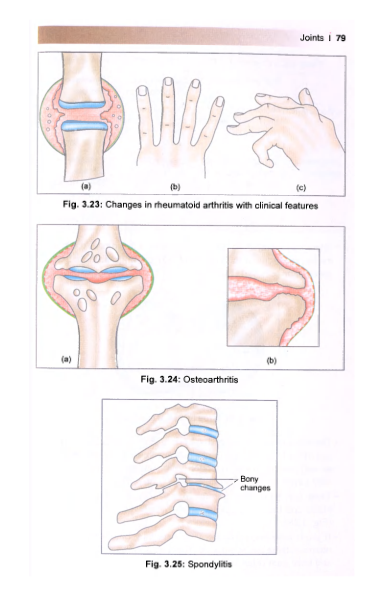 Joints | 79
(a) (b) (c)
Fig. 3.23: Changes in rheumatoid arthritis with clinical features
(a) (b)
Fig. 3.24: Osteoarthritis
Bony
changes
Fig. 3.25: Spondylitis